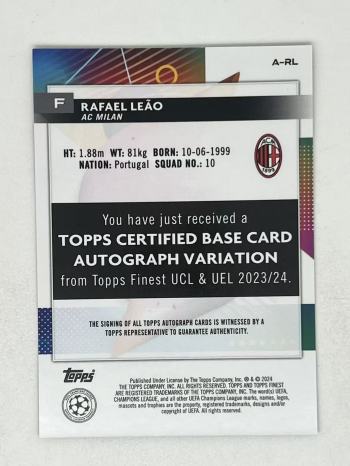 A-RL
F RAFAEL LEÃO
AC MILAN
HT: 1.88m WT: 81kg BORN: 10-06-1999
NATION: Portugal SQUAD NO.: 10
ACM
1899
You have just received a
TOPPS CERTIFIED BASE CARD
AUTOGRAPH VARIATION
from Topps Finest UCL & UEL 2023/24.
THE SIGNING OF ALL TOPPS AUTOGRAPH CARDS IS WITNESSED BY A
TOPPS REPRESENTATIVE TO GUARANTEE AUTHENTICITY.
Topps
Published Under License by The Topps Company, Inc. ® & © 2024
THE TOPPS COMPANY, INC. ALL RIGHTS RESERVED. TOPPS AND TOPPS FINEST
ARE REGISTERED TRADEMARKS OF THE TOPPS COMPANY, INC. The word(s) UEFA,
CHAMPIONS LEAGUE, and all other UEFA Champions League marks, names, logos,
mascots and trophies are the property, registered trademarks, designs and/or
copyright of UEFA. All rights reserved.